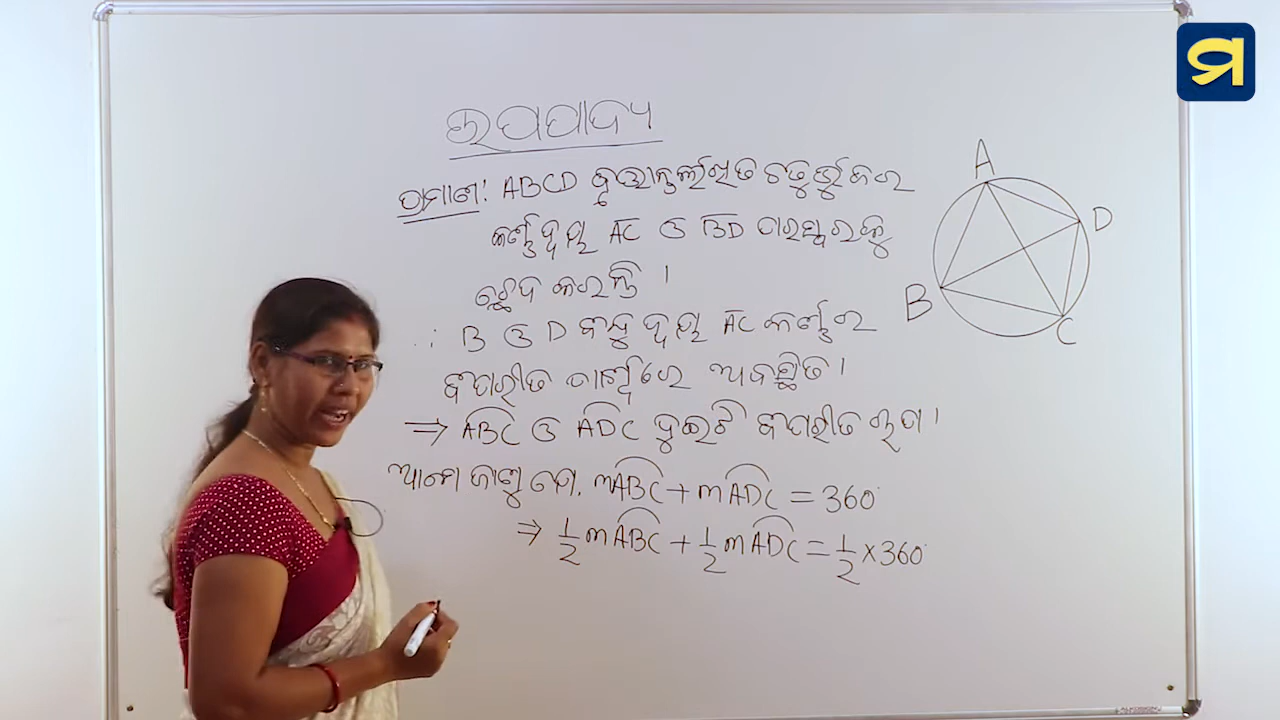 ଉପପାଦ୍ୟ
ପ୍ରମାଣ: ABCD ବୃତ୍ତାନ୍ତର୍ଲିଖିତ ଚତୁର୍ଭୁଜର
କର୍ଣ୍ଣଦ୍ୱୟ AC ଓ BD ପରସ୍ପରକୁ
ଛେଦ କରନ୍ତି ।
∴ B ଓ D ବିନ୍ଦୁ ଦ୍ୱୟ AC କର୍ଣ୍ଣର
ବିପରୀତ ପାର୍ଶ୍ୱରେ ଅବସ୍ଥିତ ।
⇒ ABC ଓ ADC ଦୁଇଟି ବିପରୀତ ଚାପ ।
ଆମେ ଜାଣୁ ଯେ, mABC + mADC = 360°
⇒ 1/2 mABC + 1/2 mADC = 1/2 × 360°
A
D
B
C
ମ